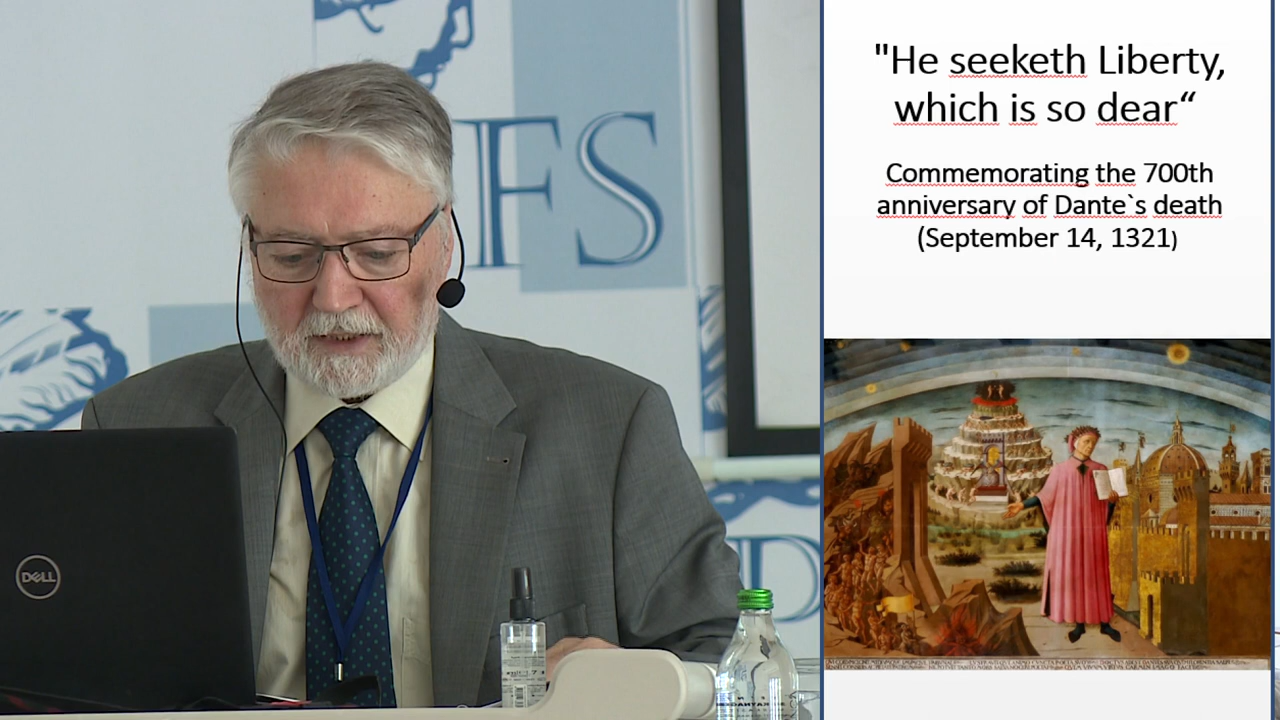 "He seeketh Liberty,
which is so dear“
Commemorating the 700th
anniversary of Dante`s death
(September 14, 1321)
FS
D
DELL